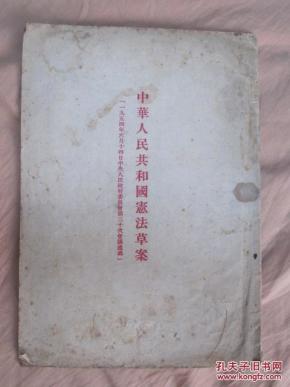 中華人民共和國憲法草案
(一九五四年六月十四日中央人民政府委員會第三十次會議通過)
孔夫子旧书网